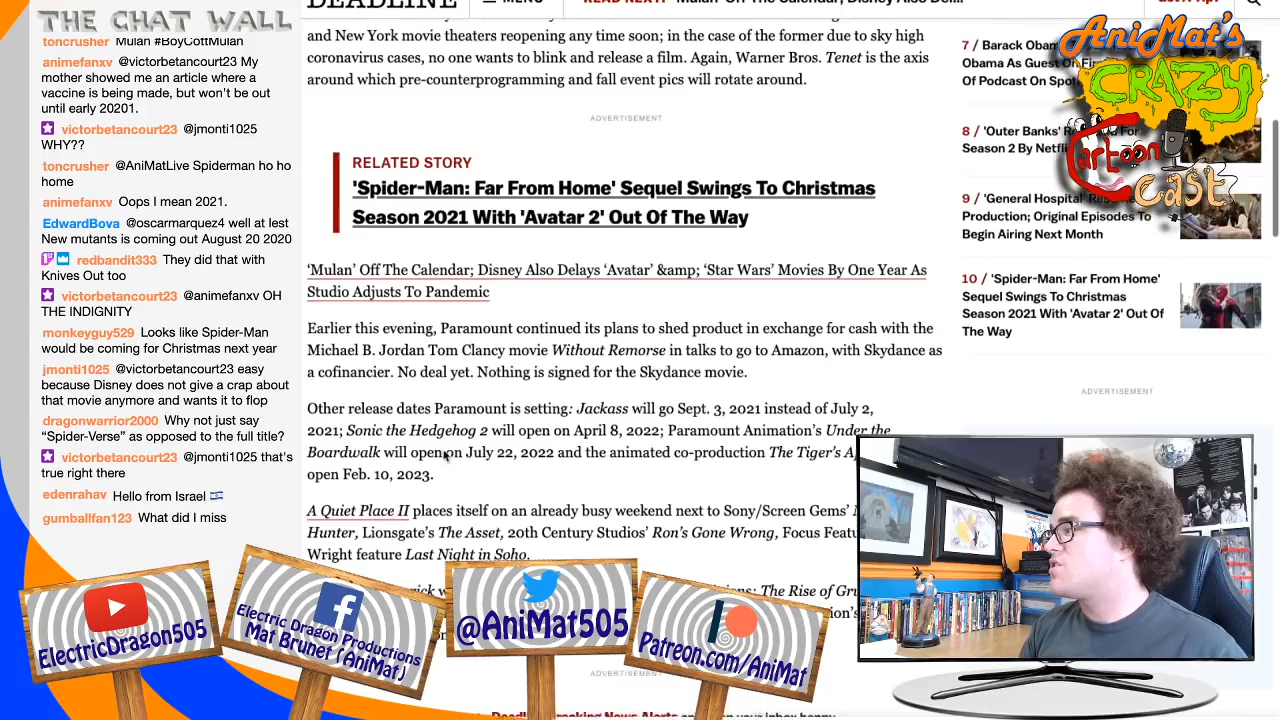 THE CHAT WALL
toncrusher Mulan #BoyCottMulan
animefanxv @victorbetancourt23 My
mother showed me an article where a
vaccine is being made, but won't be out
until early 20201.
victorbetancourt23 @jmonti1025
WHY??
toncrusher @AniMatLive Spiderman ho ho
home
animefanxv Oops I mean 2021.
EdwardBova @oscarmarquez4 well at lest
New mutants is coming out August 20 2020
redbandit333 They did that with
Knives Out too
victorbetancourt23 @animefanxv OH
THE INDIGNITY
monkeyguy529 Looks like Spider-Man
would be coming for Christmas next year
jmonti1025 @victorbetancourt23 easy
because Disney does not give a crap about
that movie anymore and wants it to flop
dragonwarrior2000 Why not just say
“Spider-Verse” as opposed to the full title?
victorbetancourt23 @jmonti1025 that's
true right there
edenrahav Hello from Israel
gumballfan123 What did I miss
DEADLINE
MENU
READ NEXT: 'Mulan' Off The Calendar; Disney Also Del...
Got A Tip?
and New York movie theaters reopening any time soon; in the case of the former due to sky high
coronavirus cases, no one wants to blink and release a film. Again, Warner Bros. Tenet is the axis
around which pre-counterprogramming and fall event pics will rotate around.
ADVERTISEMENT
RELATED STORY
'Spider-Man: Far From Home' Sequel Swings To Christmas
Season 2021 With 'Avatar 2' Out Of The Way
‘Mulan’ Off The Calendar; Disney Also Delays ‘Avatar’ &amp; ‘Star Wars’ Movies By One Year As
Studio Adjusts To Pandemic
Earlier this evening, Paramount continued its plans to shed product in exchange for cash with the
Michael B. Jordan Tom Clancy movie Without Remorse in talks to go to Amazon, with Skydance as
a cofinancier. No deal yet. Nothing is signed for the Skydance movie.
Other release dates Paramount is setting: Jackass will go Sept. 3, 2021 instead of July 2,
2021; Sonic the Hedgehog 2 will open on April 8, 2022; Paramount Animation's Under the
Boardwalk will open on July 22, 2022 and the animated co-production The Tiger's
open Feb. 10, 2023.
A Quiet Place II places itself on an already busy weekend next to Sony/Screen Gems'
Hunter, Lionsgate's The Asset, 20th Century Studios' Ron's Gone Wrong, Focus
Wright feature Last Night in Soho.
The Rise of
ADVERTISEMENT
Deadline Breaking News Alerts
7 / Barack
Obama As Guest On
Of Podcast On
8 / 'Outer Banks' For
Season 2 By
9 / 'General Hospital'
Production; Original Episodes To
Begin Airing Next Month
10 / 'Spider-Man: Far From Home'
Sequel Swings To Christmas
Season 2021 With 'Avatar 2' Out Of
The Way
ADVERTISEMENT
AniMat's
CRAZY
Cartoon
Cast
ElectricDragon505
Electric Dragon Productions
Mat Brunet (AniMat)
@AniMat505
Patreon.com/AniMat